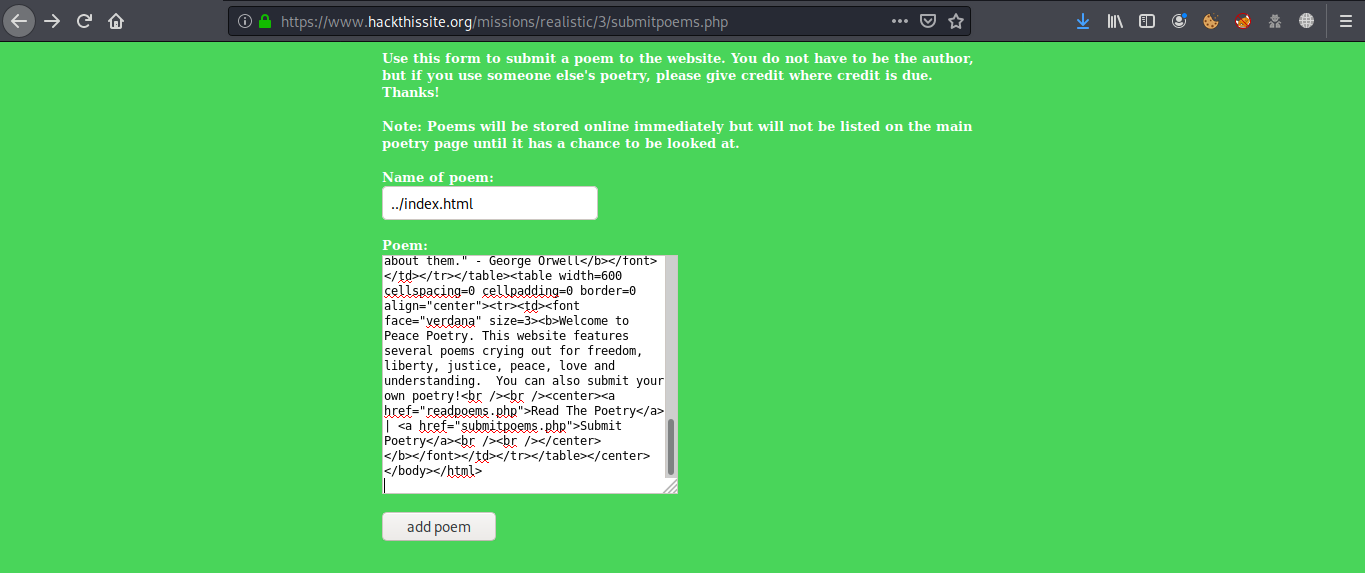 https://www.hackthissite.org/missions/realistic/3/submitpoems.php
Use this form to submit a poem to the website. You do not have to be the author,
but if you use someone else's poetry, please give credit where credit is due.
Thanks!
Note: Poems will be stored online immediately but will not be listed on the main
poetry page until it has a chance to be looked at.
Name of poem:
../index.html
Poem:
about them." - George Orwell</b></font>
</td></tr></table><table width=600
cellspacing=0 cellpadding=0 border=0
align="center"><tr><td><font
face="verdana" size=3><b>Welcome to
Peace Poetry. This website features
several poems crying out for freedom,
liberty, justice, peace, love and
understanding.  You can also submit your
own poetry!<br /><br /><center><a
href="readpoems.php">Read The Poetry</a>
| <a href="submitpoems.php">Submit
Poetry</a><br /><br /></center>
</b></font></td></tr></table></center>
</body></html>
add poem